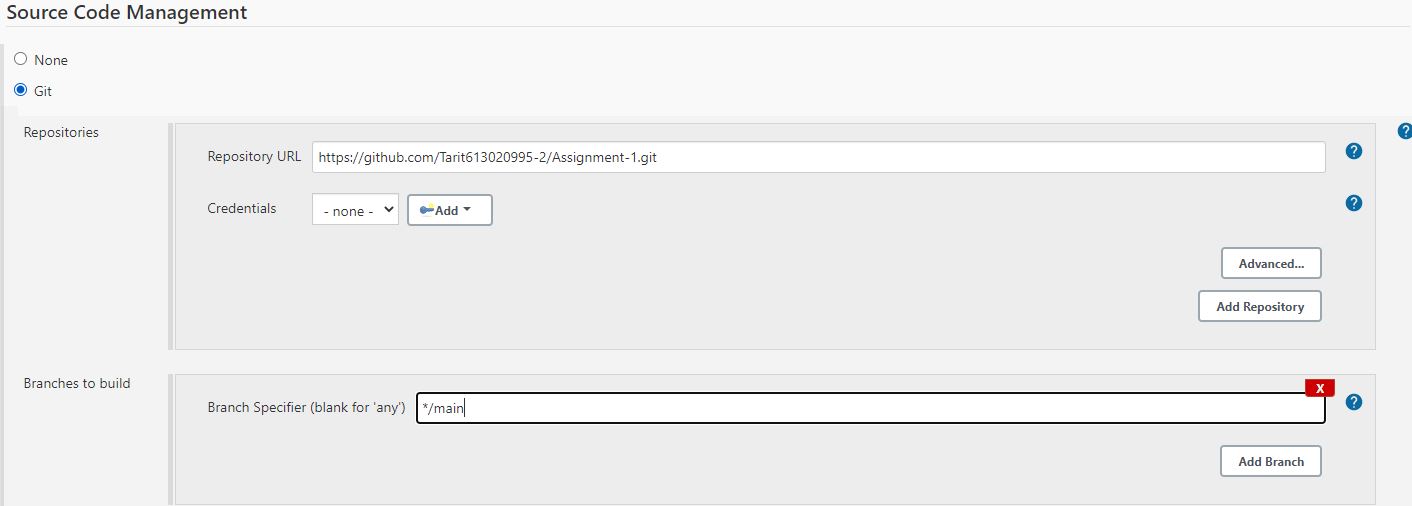 Source Code Management
None
Git
Repositories
Repository URL https://github.com/Tarit613020995-2/Assignment-1.git
Credentials - none - Add
Advanced...
Add Repository
Branches to build
X
Branch Specifier (blank for 'any') */main
Add Branch